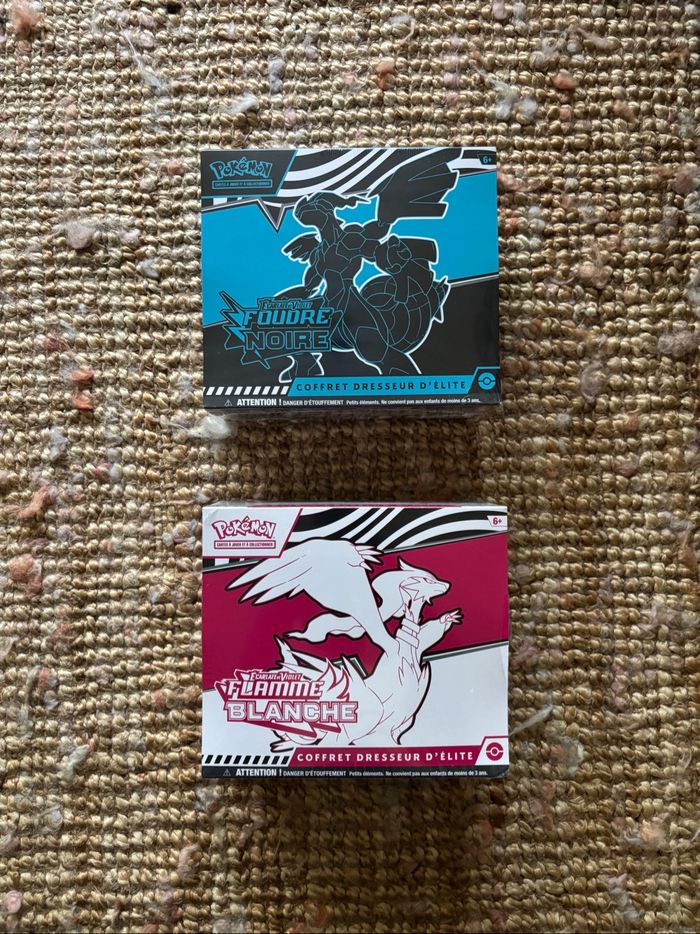 POKÉMON
CARTES À JOUER ET À COLLECTIONNER
6+
ÉCARLATE ET VIOLET
FOUDRE
NOIRE
COFFRET DRESSEUR D'ÉLITE
⚠ ATTENTION ! DANGER D'ÉTOUFFEMENT Petits éléments. Ne convient pas aux enfants de moins de 3 ans.
POKÉMON
CARTES À JOUER ET À COLLECTIONNER
6+
ÉCARLATE ET VIOLET
FLAMME
BLANCHE
COFFRET DRESSEUR D'ÉLITE
⚠ ATTENTION ! DANGER D'ÉTOUFFEMENT Petits éléments. Ne convient pas aux enfants de moins de 3 ans.